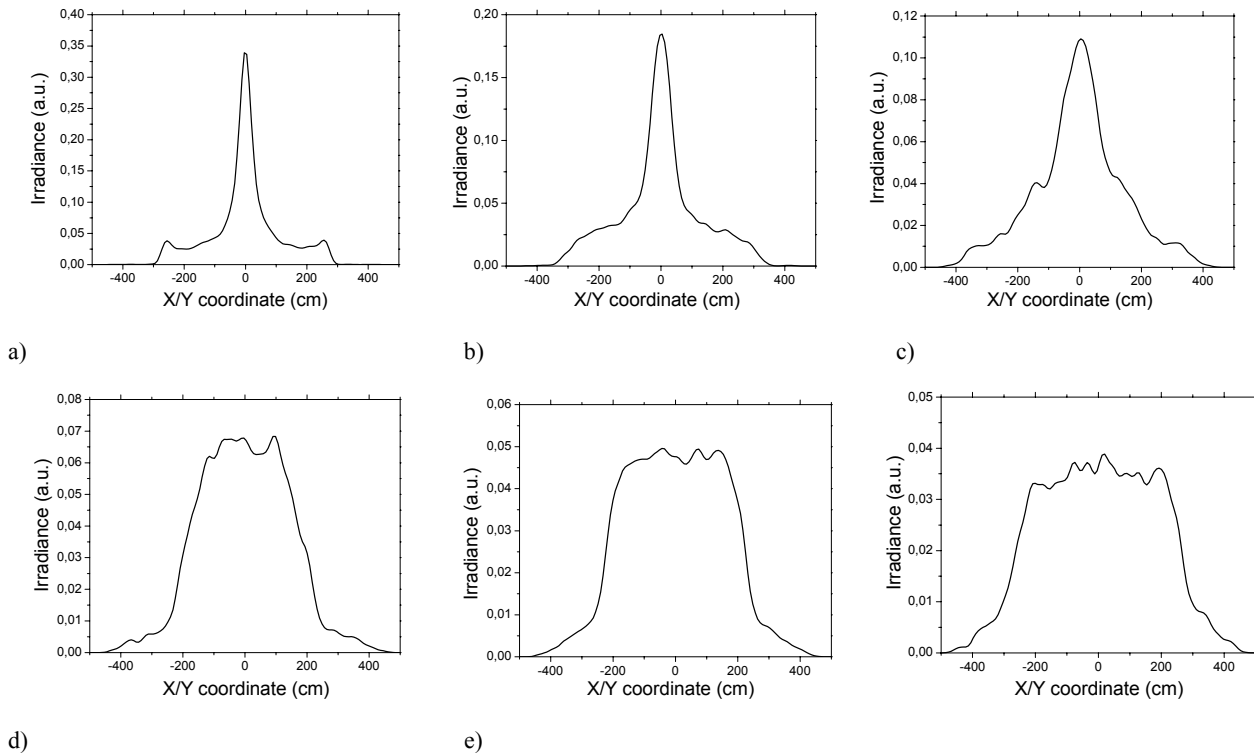 0,40
0,35
0,30
0,25
0,20
0,15
0,10
0,05
0,00
Irradiance (a.u.)
-400 -200 0 200 400
X/Y coordinate (cm)
a)
0,20
0,15
0,10
0,05
0,00
Irradiance (a.u.)
-400 -200 0 200 400
X/Y coordinate (cm)
b)
0,12
0,10
0,08
0,06
0,04
0,02
0,00
Irradiance (a.u.)
-400 -200 0 200 400
X/Y coordinate (cm)
c)
0,08
0,07
0,06
0,05
0,04
0,03
0,02
0,01
0,00
Irradiance (a.u.)
-400 -200 0 200 400
X/Y coordinate (cm)
d)
0,06
0,05
0,04
0,03
0,02
0,01
0,00
Irradiance (a.u.)
-400 -200 0 200 400
X/Y coordinate (cm)
e)
0,05
0,04
0,03
0,02
0,01
0,00
Irradiance (a.u.)
-400 -200 0 200 400
X/Y coordinate (cm)